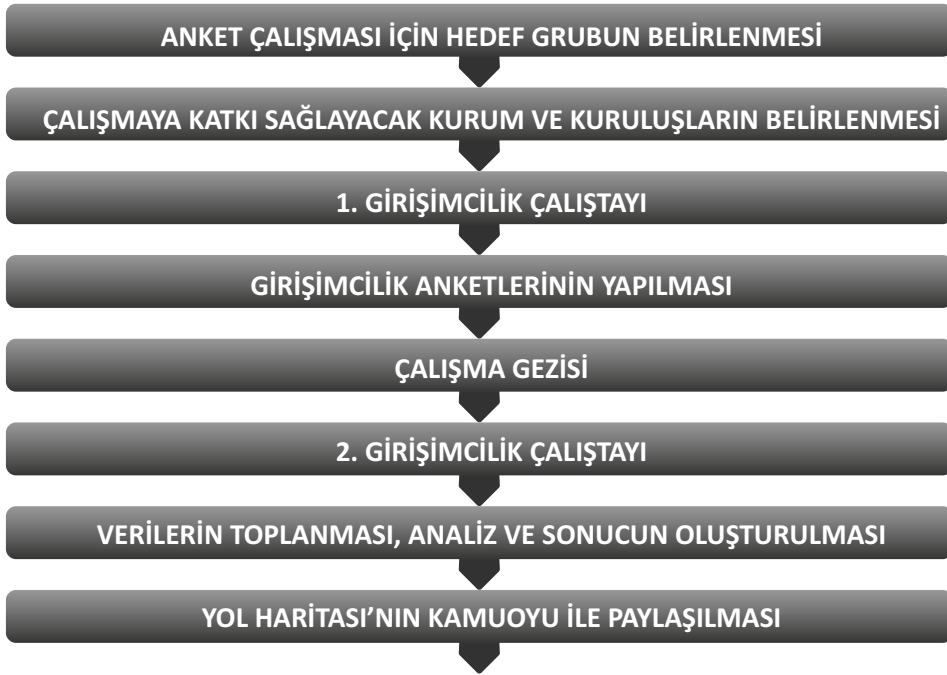 ANKET ÇALIŞMASI İÇİN HEDEF GRUBUN BELİRLENMESİ
ÇALIŞMAYA KATKI SAĞLAYACAK KURUM VE KURULUŞLARIN BELİRLENMESİ
1. GİRİŞİMCİLİK ÇALIŞTAYI
GİRİŞİMCİLİK ANKETLERİNİN YAPILMASI
ÇALIŞMA GEZİSİ
2. GİRİŞİMCİLİK ÇALIŞTAYI
VERİLERİN TOPLANMASI, ANALİZ VE SONUCUN OLUŞTURULMASI
YOL HARİTASI’NIN KAMUOYU İLE PAYLAŞILMASI